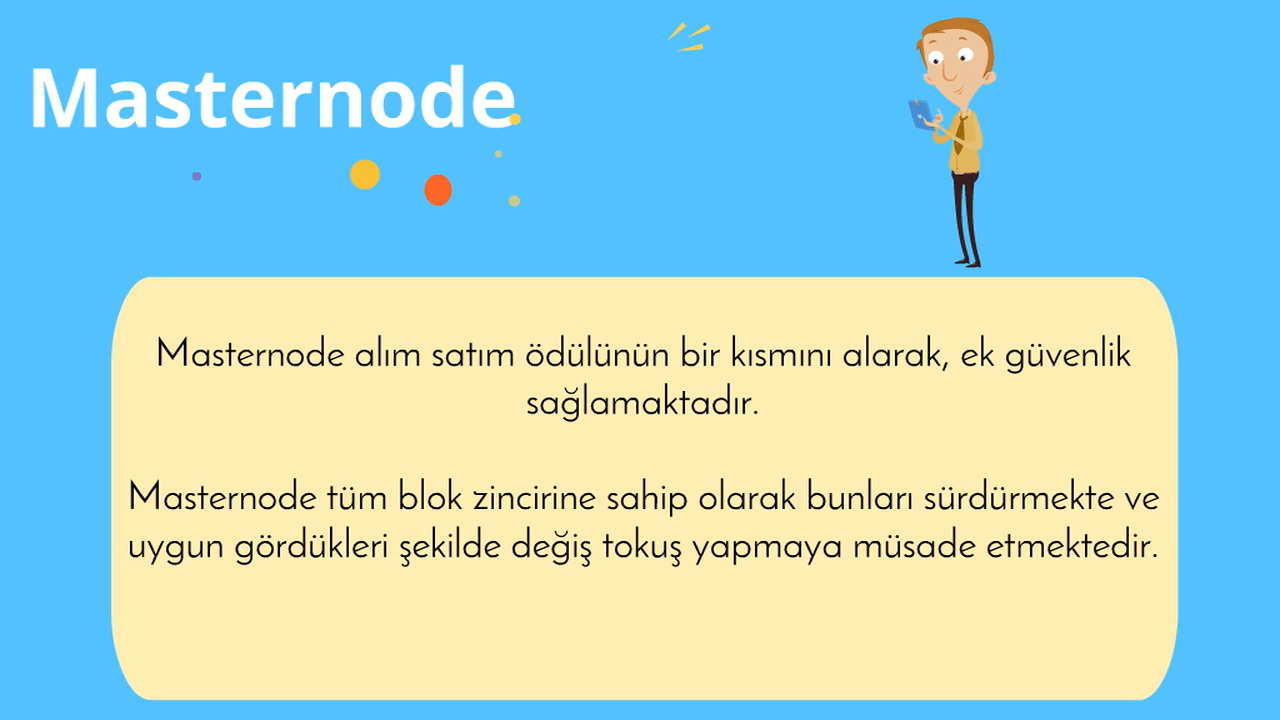 Masternode
Masternode alım satım ödülünün bir kısmını alarak, ek güvenlik
sağlamaktadır.
Masternode tüm blok zincirine sahip olarak bunları sürdürmekte ve
uygun gördükleri şekilde değiş tokuş yapmaya müsade etmektedir.